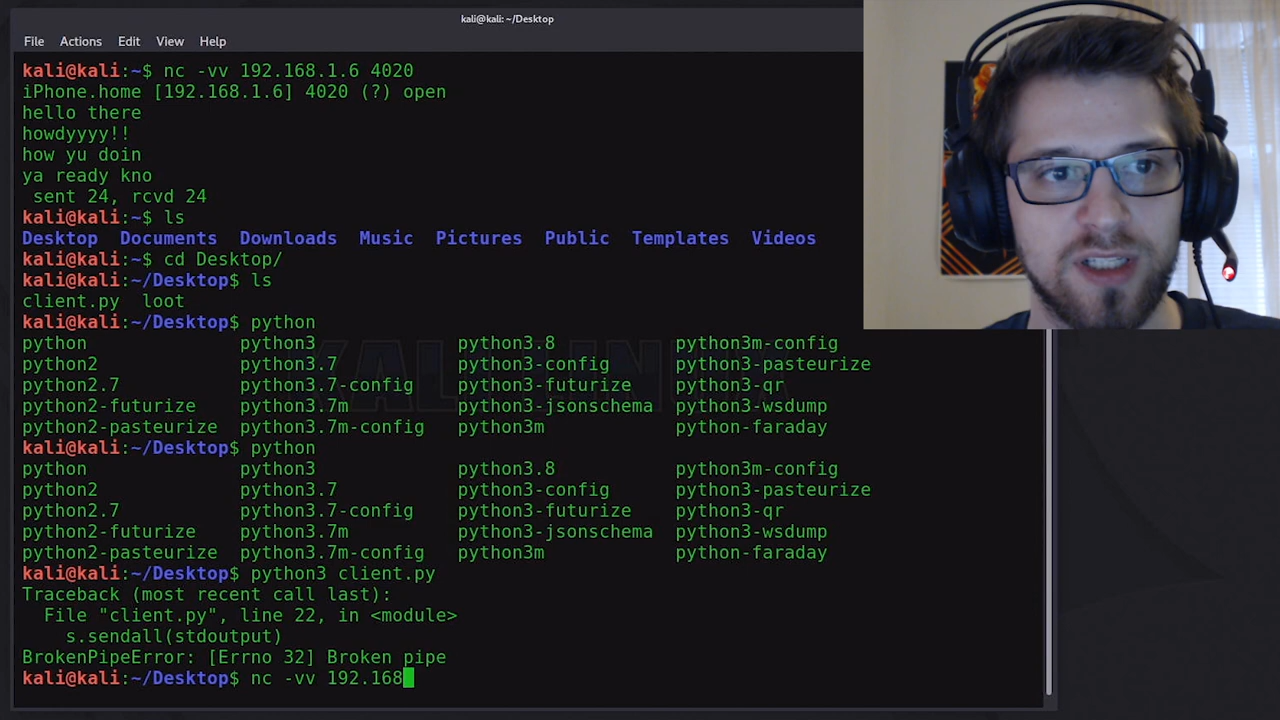 kali@kali: ~/Desktop
File Actions Edit View Help
kali@kali:~$ nc -vv 192.168.1.6 4020
iPhone.home [192.168.1.6] 4020 (?) open
hello there
howdyyyy!!
how yu doin
ya ready kno
sent 24, rcvd 24
kali@kali:~$ ls
Desktop Documents Downloads Music Pictures Public Templates Videos
kali@kali:~$ cd Desktop/
kali@kali:~/Desktop$ ls
client.py loot
kali@kali:~/Desktop$ python
python python3 python3.8 python3m-config
python2 python3.7 python3-config python3-pasteurize
python2.7 python3.7-config python3-futurize python3-qr
python2-futurize python3.7m python3-jsonschema python3-wsdump
python2-pasteurize python3.7m-config python3m python-faraday
kali@kali:~/Desktop$ python
python python3 python3.8 python3m-config
python2 python3.7 python3-config python3-pasteurize
python2.7 python3.7-config python3-futurize python3-qr
python2-futurize python3.7m python3-jsonschema python3-wsdump
python2-pasteurize python3.7m-config python3m python-faraday
kali@kali:~/Desktop$ python3 client.py
Traceback (most recent call last):
File "client.py", line 22, in <module>
s.sendall(stdoutput)
BrokenPipeError: [Errno 32] Broken pipe
kali@kali:~/Desktop$ nc -vv 192.168
KALI LINUX